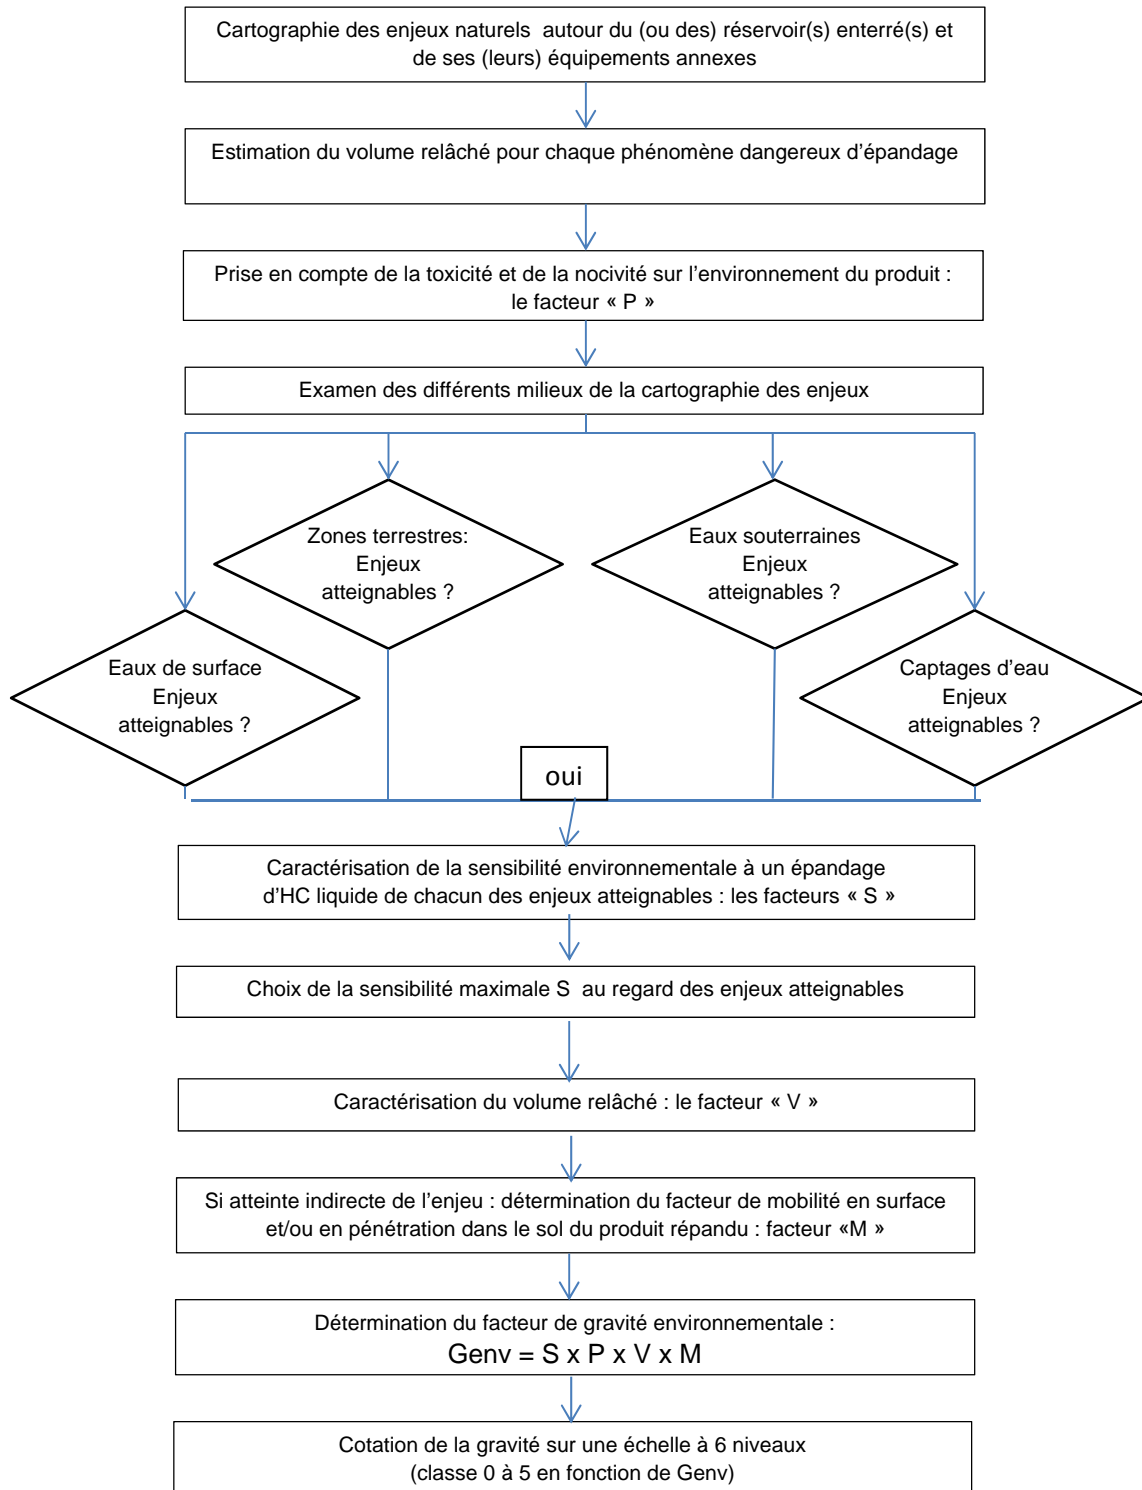 Cartographie des enjeux naturels autour du (ou des) réservoir(s) enterré(s) et
de ses (leurs) équipements annexes
Estimation du volume relâché pour chaque phénomène dangereux d'épandage
Prise en compte de la toxicité et de la nocivité sur l'environnement du produit :
le facteur « P »
Examen des différents milieux de la cartographie des enjeux
Zones terrestres:
Enjeux
atteignables ?
Eaux souterraines
Enjeux
atteignables ?
Eaux de surface
Enjeux
atteignables ?
Captages d'eau
Enjeux
atteignables ?
oui
Caractérisation de la sensibilité environnementale à un épandage
d'HC liquide de chacun des enjeux atteignables : les facteurs « S »
Choix de la sensibilité maximale S au regard des enjeux atteignables
Caractérisation du volume relâché : le facteur « V »
Si atteinte indirecte de l'enjeu : détermination du facteur de mobilité en surface
et/ou en pénétration dans le sol du produit répandu : facteur «M »
Détermination du facteur de gravité environnementale :
Genv = S x P x V x M
Cotation de la gravité sur une échelle à 6 niveaux
(classe 0 à 5 en fonction de Genv)